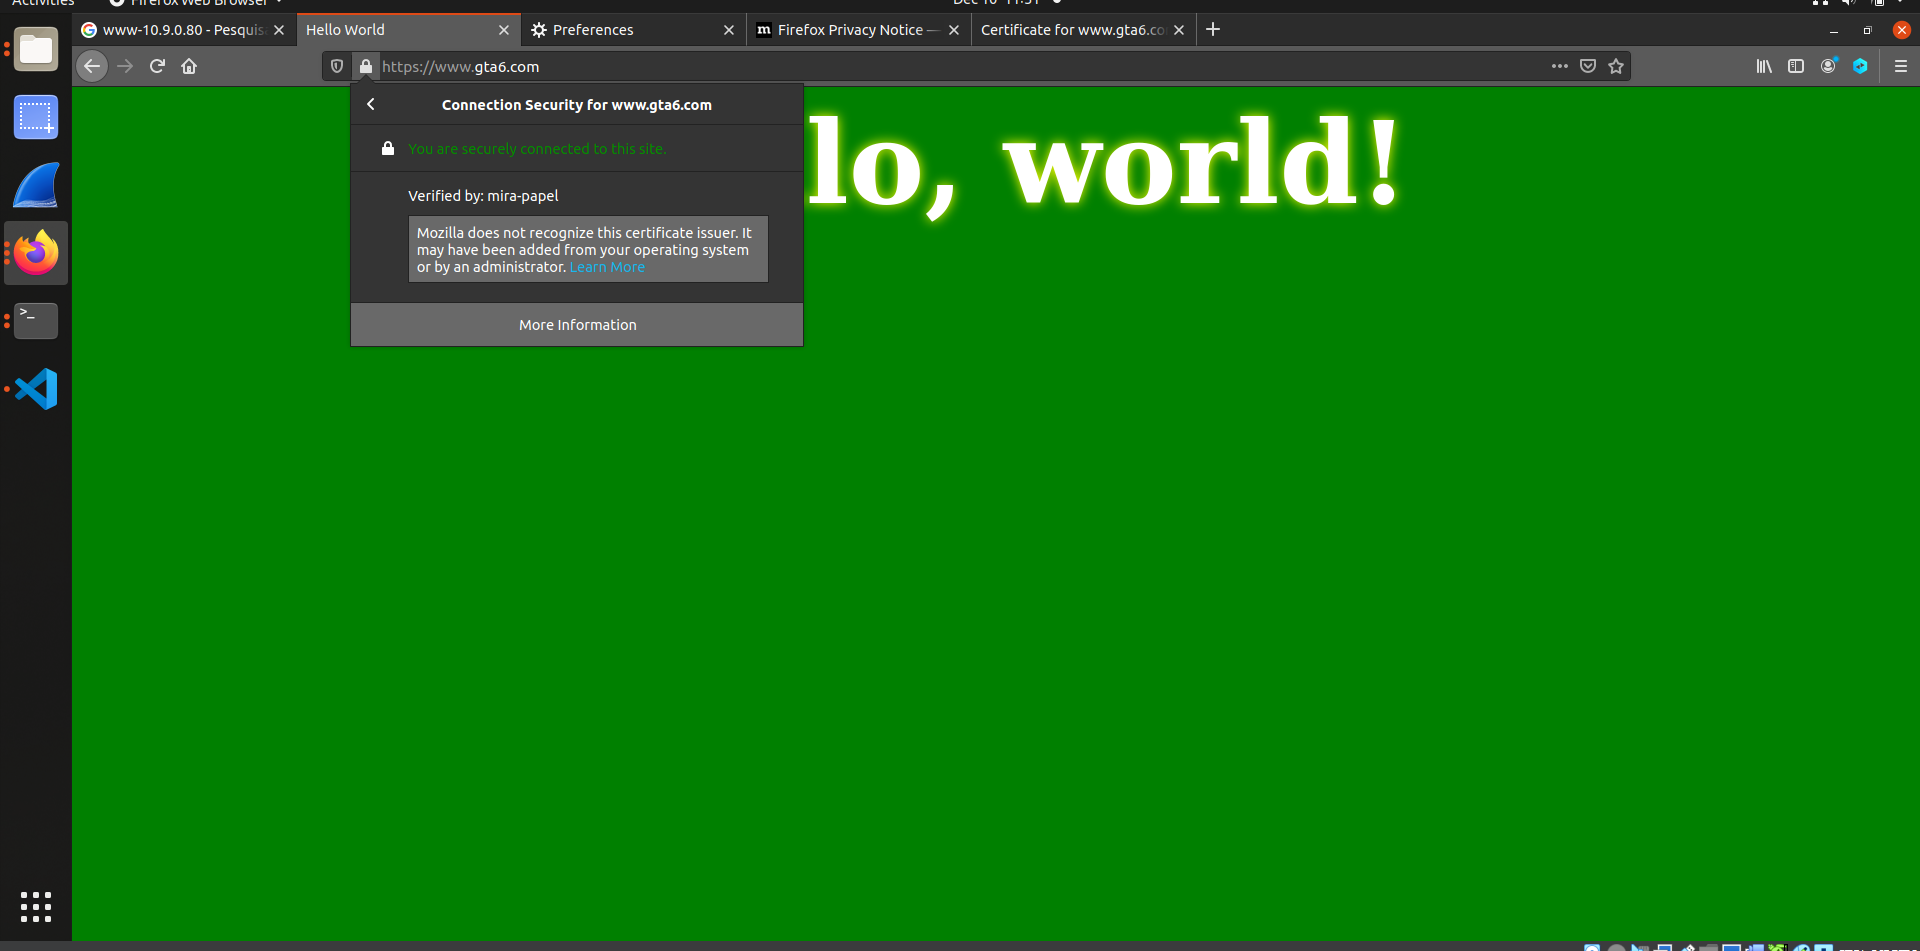 Activities Firefox Web Browser Dec 10 11:51
www-10.9.0.80 - Pesquis
Hello World
Preferences
Firefox Privacy Notice —
Certificate for www.gta6.co
https://www.gta6.com
Connection Security for www.gta6.com
You are securely connected to this site.
Verified by: mira-papel
Mozilla does not recognize this certificate issuer. It
may have been added from your operating system
or by an administrator. Learn More
More Information
lo, world!